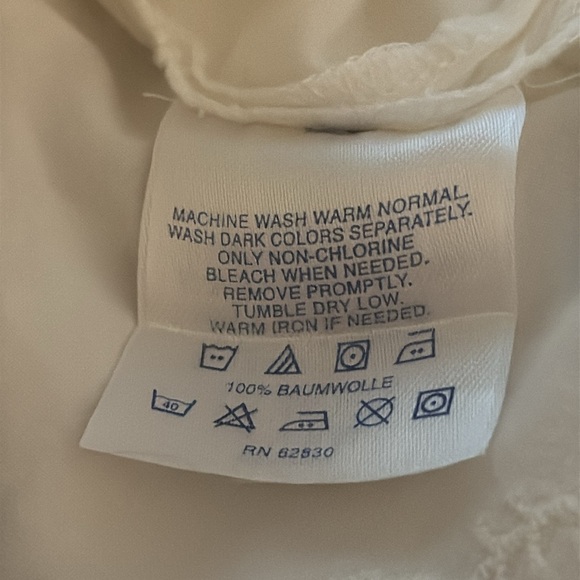 MACHINE WASH WARM NORMAL.
WASH DARK COLORS SEPARATELY.
ONLY NON-CHLORINE
BLEACH WHEN NEEDED.
REMOVE PROMPTLY.
TUMBLE DRY LOW.
WARM IRON IF NEEDED.
100% BAUMWOLLE
40
RN 62830